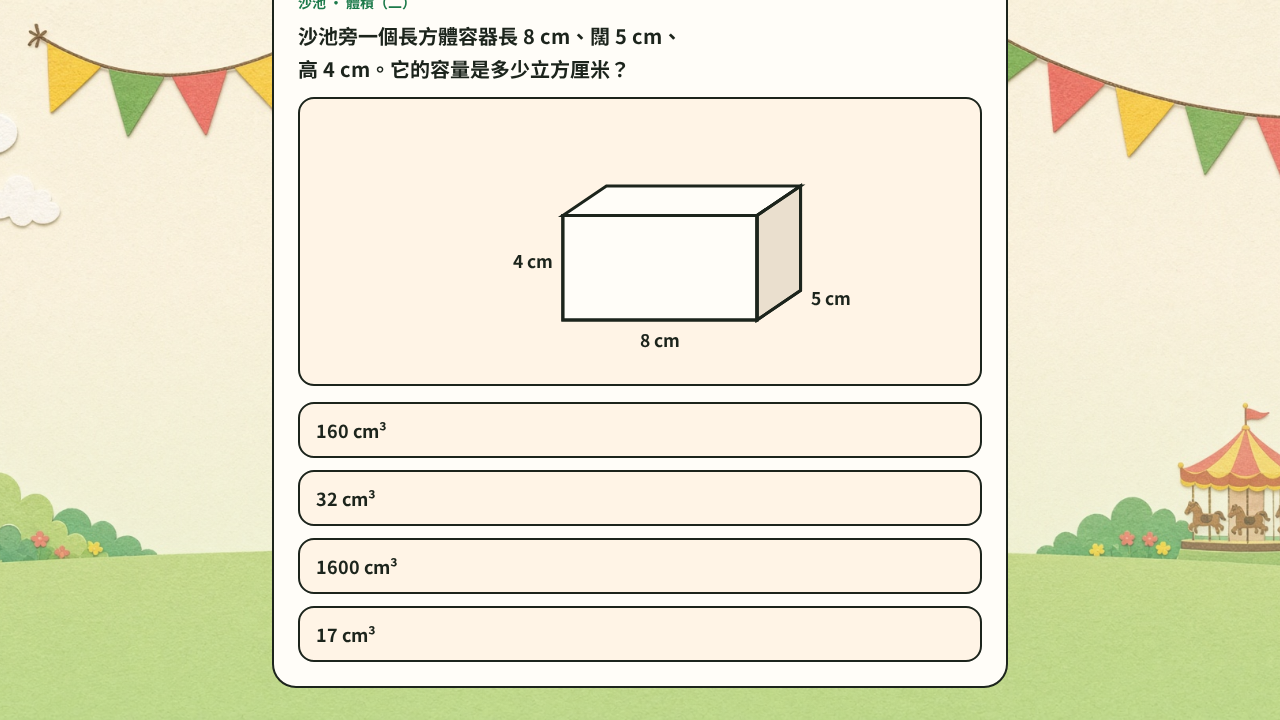 沙池 · 體積（二）
沙池旁一個長方體容器長 8 cm、闊 5 cm、
高 4 cm。它的容量是多少立方厘米？
4 cm
5 cm
8 cm
160 cm³
32 cm³
1600 cm³
17 cm³